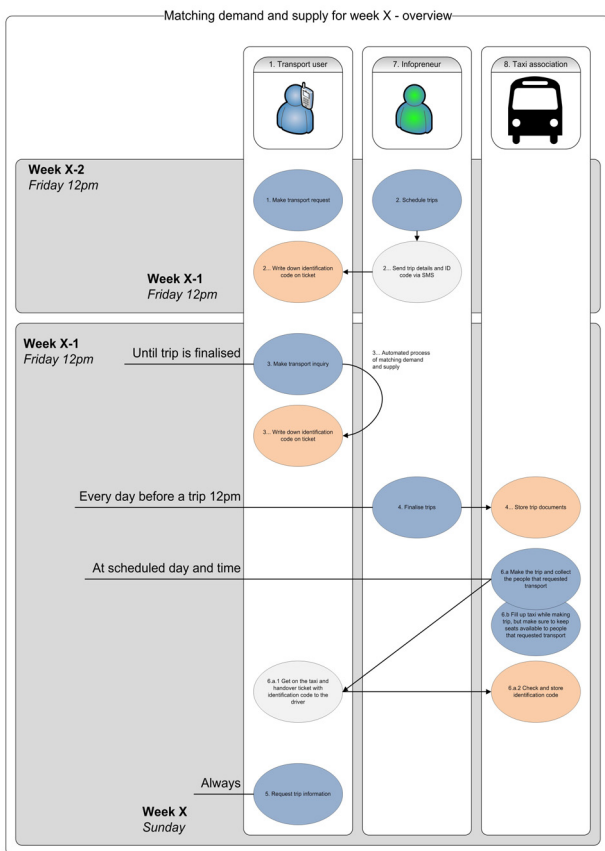 Matching demand and supply for week X - overview
1. Transport user
7. Infopreneur
8. Taxi association
Week X-2
Friday 12pm
1. Make transport request
2. Schedule trips
2... Write down identification
code on ticket
2... Send trip details and ID
code via SMS
Week X-1
Friday 12pm
Week X-1
Friday 12pm
Until trip is finalised
3. Make transport inquiry
3... Automated process
of matching demand
and supply
3... Write down identification
code on ticket
Every day before a trip 12pm
4. Finalise trips
4... Store trip documents
At scheduled day and time
6.a Make the trip and collect
the people that requested
transport
6.b Fill up taxi while making
trip, but make sure to keep
seats available to people
that requested transport
6.a.1 Get on the taxi and
handover ticket with
identification code to the
driver
6.a.2 Check and store
identification code
Always
5. Request trip information
Week X
Sunday